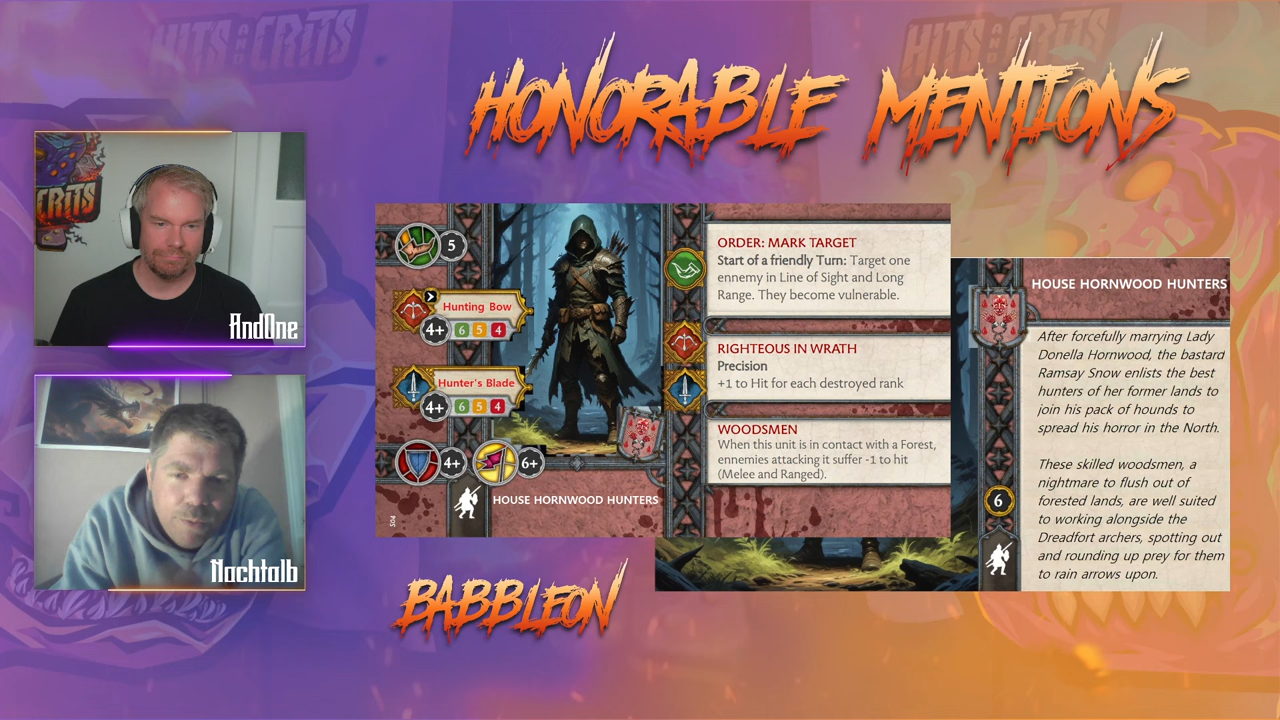 HITS & CRITS
HITS & CRITS
HONORABLE MENTIONS
CRITS
AndOne
Nachtalb
5
Hunting Bow
4+ 6 5 4
Hunter's Blade
4+ 6 5 4
4+ 6+
HOUSE HORNWOOD HUNTERS
S04
ORDER: MARK TARGET
Start of a friendly Turn: Target one
ennemy in Line of Sight and Long
Range. They become vulnerable.
RIGHTEOUS IN WRATH
Precision
+1 to Hit for each destroyed rank
WOODSMEN
When this unit is in contact with a Forest,
ennemies attacking it suffer -1 to hit
(Melee and Ranged).
HOUSE HORNWOOD HUNTERS
After forcefully marrying Lady
Donella Hornwood, the bastard
Ramsay Snow enlists the best
hunters of her former lands to
join his pack of hounds to
spread his horror in the North.
These skilled woodsmen, a
nightmare to flush out of
forested lands, are well suited
to working alongside the
Dreadfort archers, spotting out
and rounding up prey for them
to rain arrows upon.
6
BABBLEON